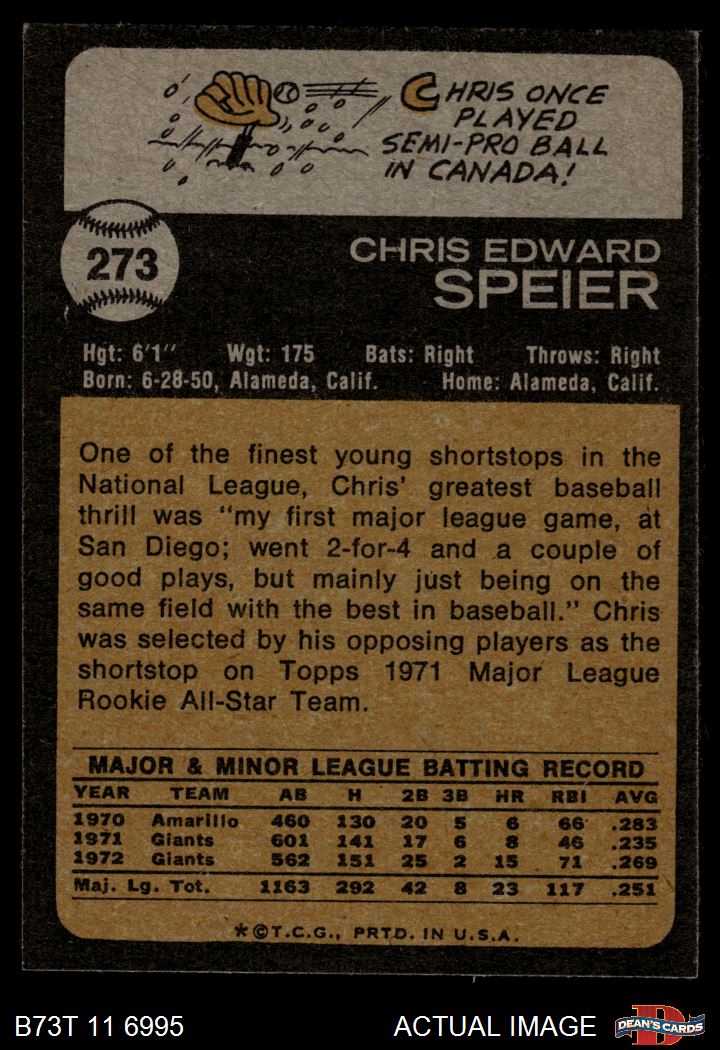 CHRIS ONCE
PLAYED
SEMI-PRO BALL
IN CANADA!
273
CHRIS EDWARD
SPEIER
Hgt: 6'1" Wgt: 175 Bats: Right Throws: Right
Born: 6-28-50, Alameda, Calif. Home: Alameda, Calif.
One of the finest young shortstops in the
National League, Chris' greatest baseball
thrill was "my first major league game, at
San Diego; went 2-for-4 and a couple of
good plays, but mainly just being on the
same field with the best in baseball." Chris
was selected by his opposing players as the
shortstop on Topps 1971 Major League
Rookie All-Star Team.
MAJOR & MINOR LEAGUE BATTING RECORD
YEAR TEAM AB H 2B 3B HR RBI AVG
1970 Amarillo 460 130 20 5 6 66 .283
1971 Giants 601 141 17 6 8 46 .235
1972 Giants 562 151 25 2 15 71 .269
Maj. Lg. Tot. 1163 292 42 8 23 117 .251
*©T.C.G., PRTD. IN U.S.A.
B73T 11 6995 ACTUAL IMAGE D DEAN'S CARDS